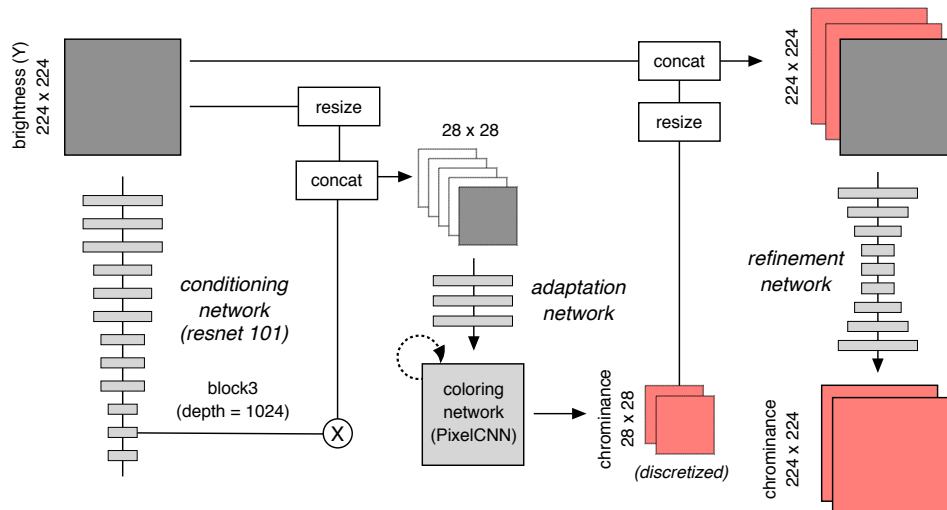 brightness (Y)
224 x 224
resize
concat
28 x 28
concat
resize
224 x 224
conditioning
network
(resnet 101)
block3
(depth = 1024)
X
adaptation
network
coloring
network
(PixelCNN)
chrominance
28 x 28
(discretized)
refinement
network
chrominance
224 x 224